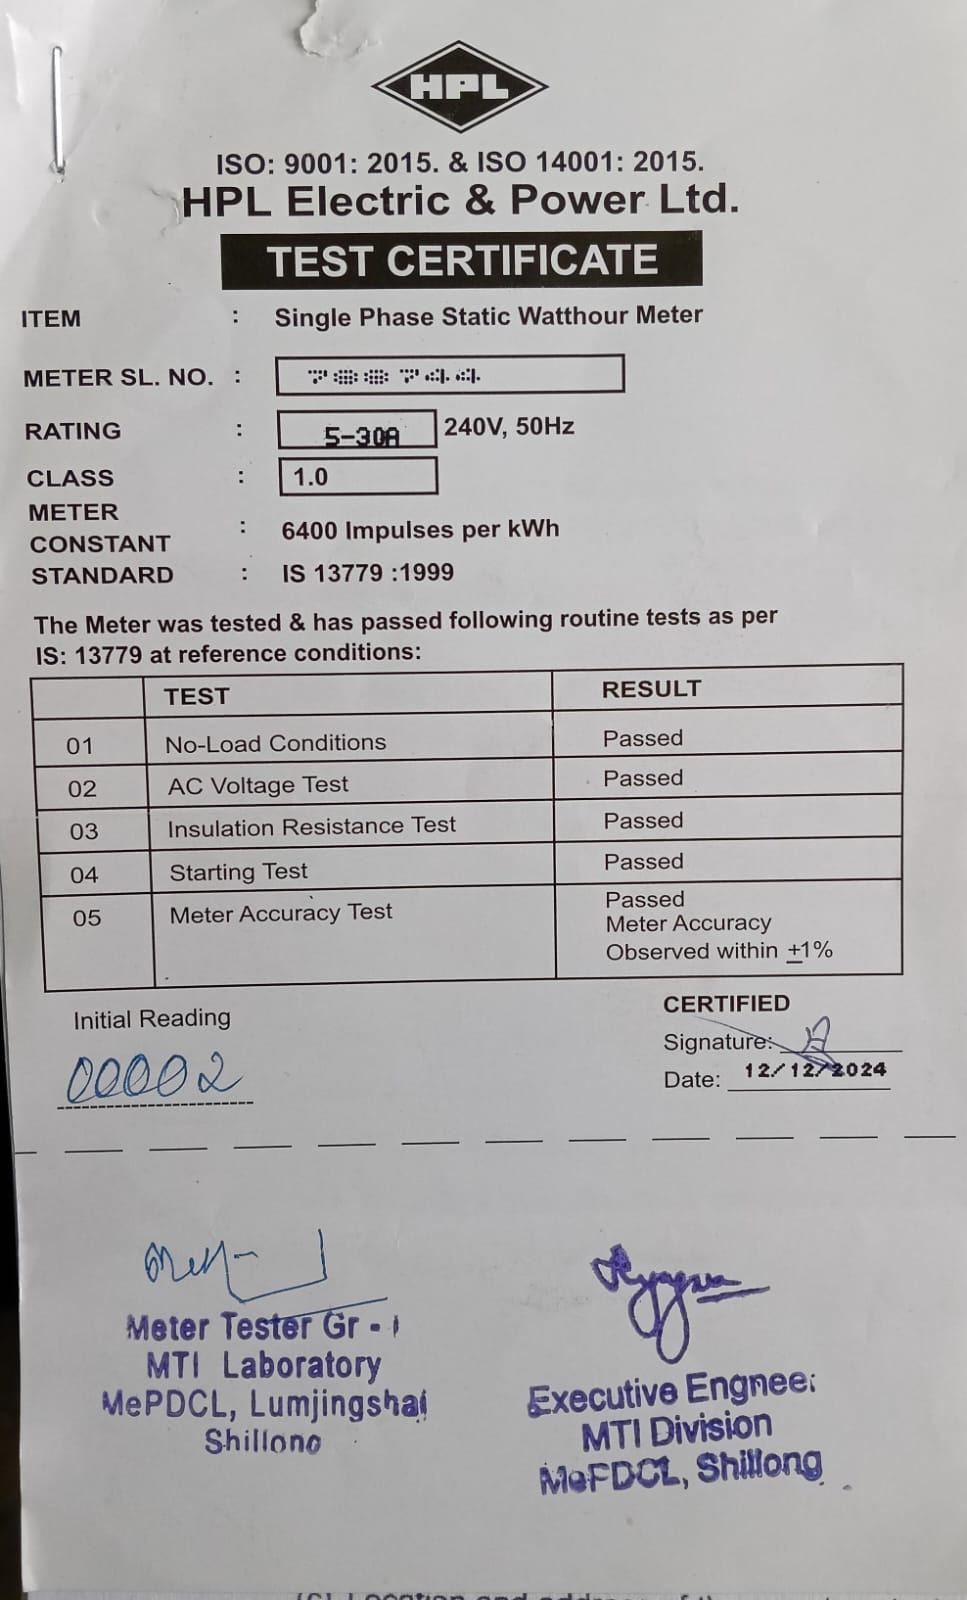 HPL
ISO: 9001: 2015. & ISO 14001: 2015.
HPL Electric & Power Ltd.
TEST CERTIFICATE
ITEM : Single Phase Static Watthour Meter
METER SL. NO. :
RATING : 5-30A 240V, 50Hz
CLASS : 1.0
METER
CONSTANT : 6400 Impulses per kWh
STANDARD : IS 13779 :1999
The Meter was tested & has passed following routine tests as per
IS: 13779 at reference conditions:
TEST RESULT
01 No-Load Conditions Passed
02 AC Voltage Test Passed
03 Insulation Resistance Test Passed
04 Starting Test Passed
05 Meter Accuracy Test Passed
Meter Accuracy
Observed within ±1%
Initial Reading
00002
CERTIFIED
Signature:
Date: 12/12/2024
Meter Tester Gr - I
MTI Laboratory
MePDCL, Lumjingshai
Shillong
Executive Engneer
MTI Division
MePDCL, Shillong